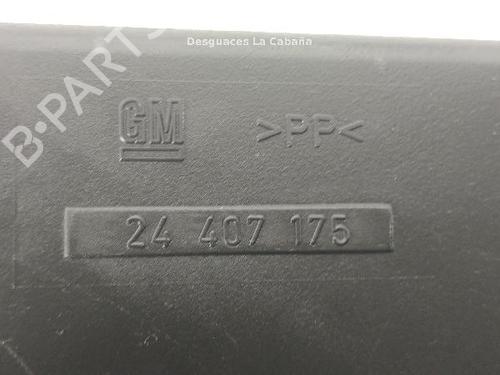 Desguaces La Cabaña
B-PARTS
GM >PP<
24 407 175